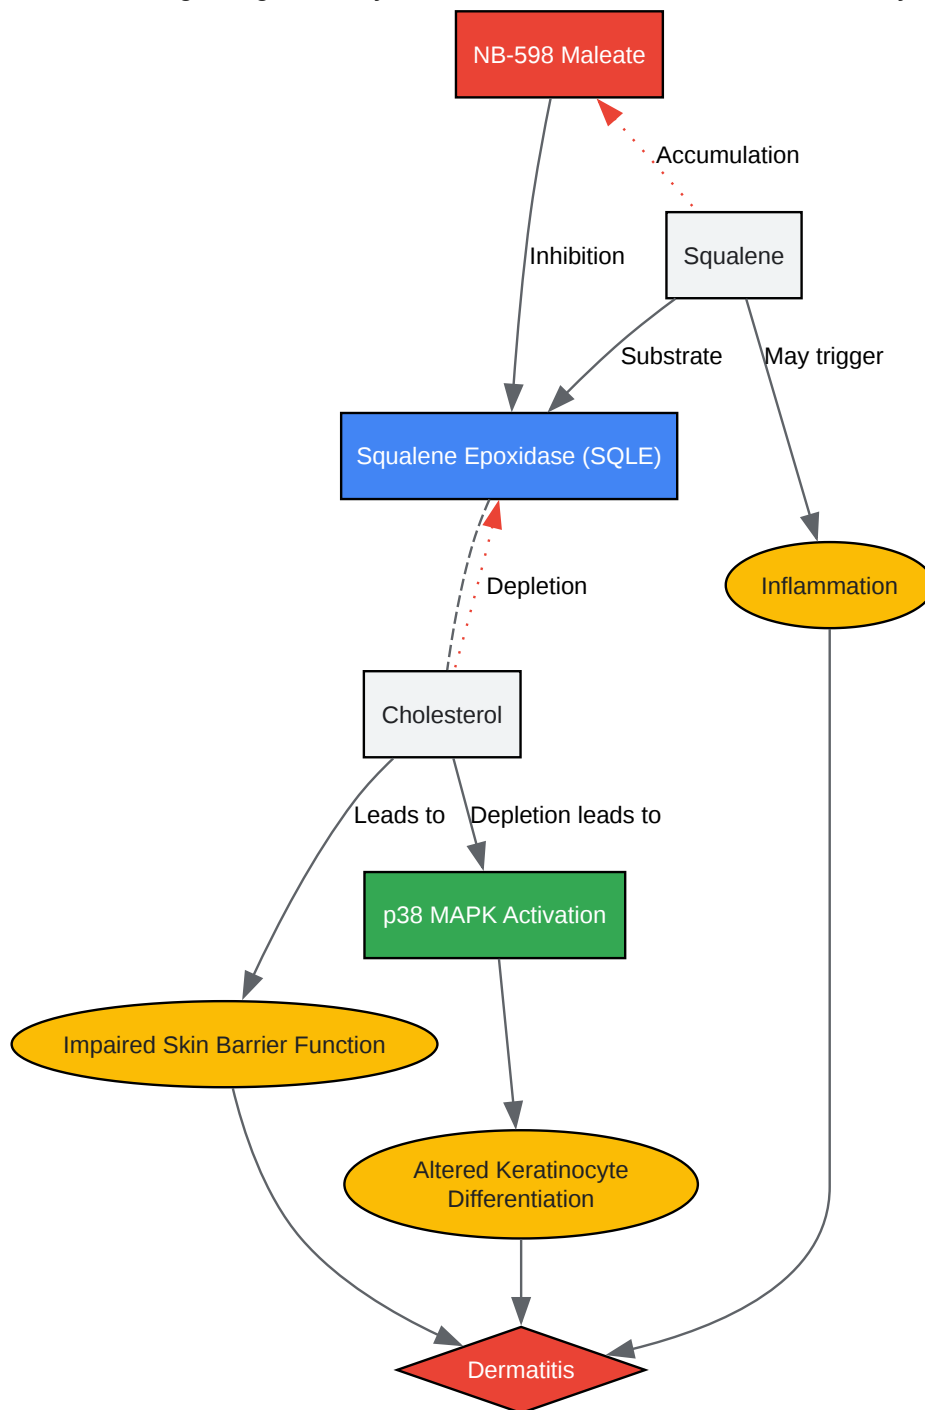 NB-598 Maleate
Accumulation
Squalene
Inhibition
Substrate
May trigger
Squalene Epoxidase (SQLE)
Depletion
Inflammation
Cholesterol
Leads to
Depletion leads to
p38 MAPK Activation
Impaired Skin Barrier Function
Altered Keratinocyte
Differentiation
Dermatitis